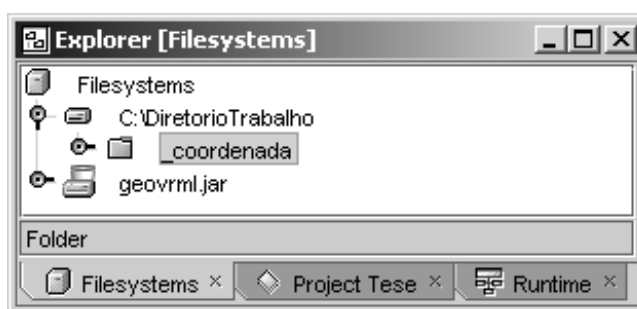 Explorer [Filesystems]
Filesystems
C:\DiretorioTrabalho
_coordenada
geovrml.jar
Folder
Filesystems × Project Tese × Runtime ×